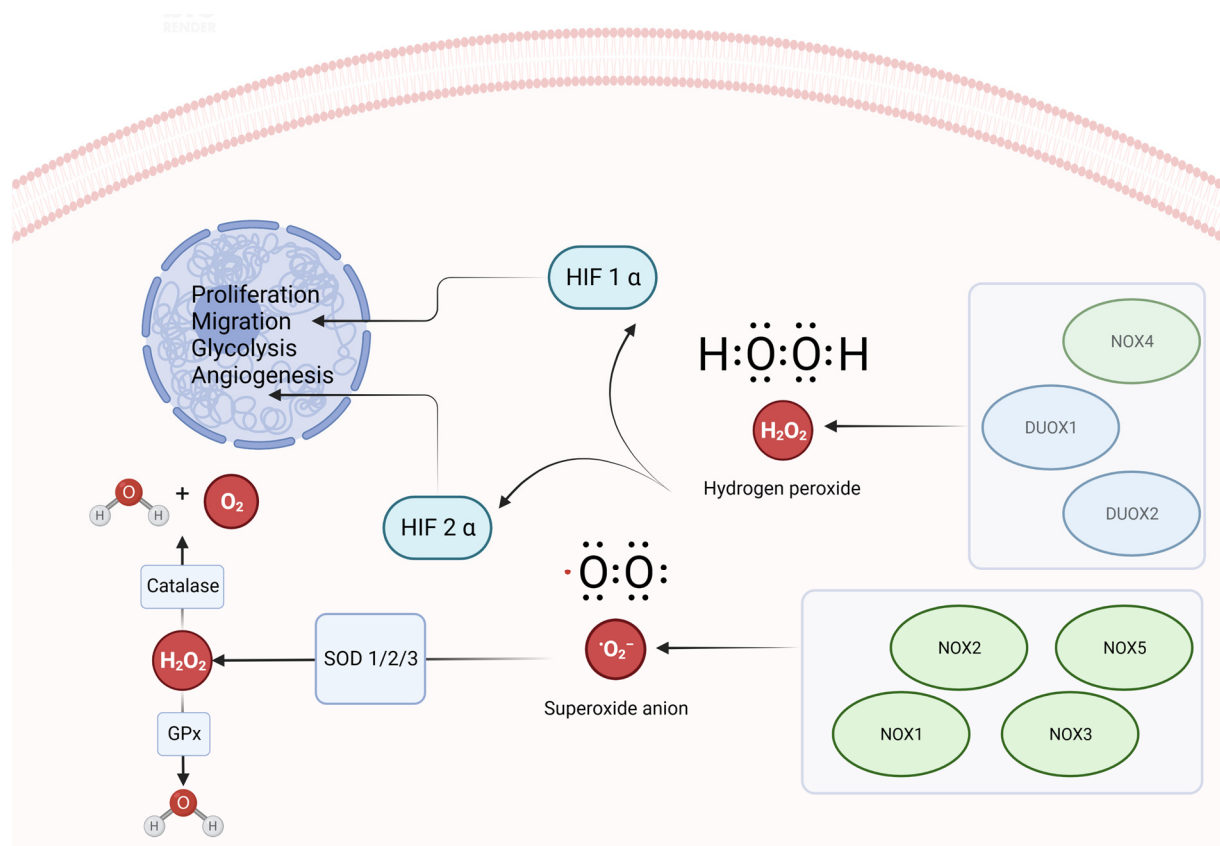 RENDER
HIF 1 α
Proliferation
Migration
Glycolysis
Angiogenesis
H:O:O:H
H₂O₂
Hydrogen peroxide
NOX4
DUOX1
DUOX2
HIF 2 α
O
H
H
+
O₂
Catalase
H₂O₂
GPx
O
H
H
SOD 1/2/3
·O:O:
·O₂⁻
Superoxide anion
NOX2
NOX5
NOX1
NOX3